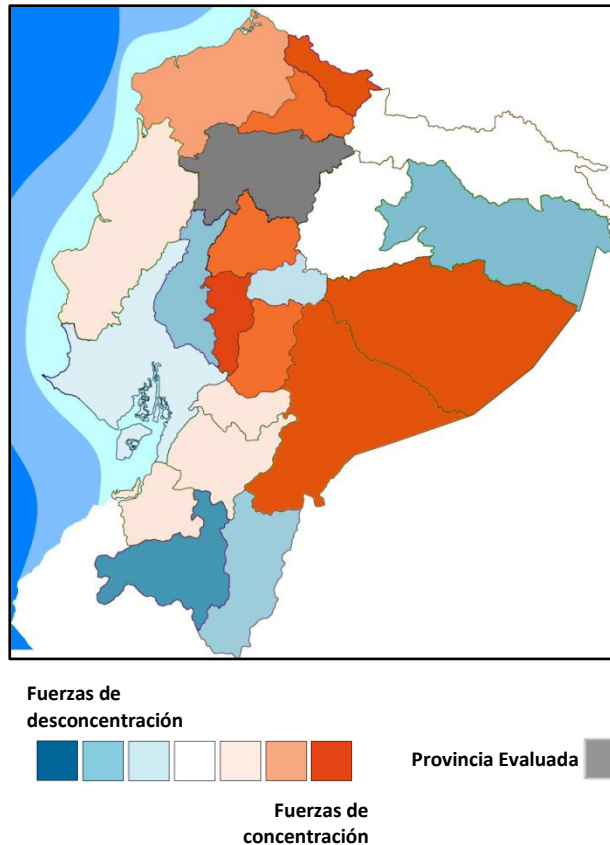 Fuerzas de
desconcentración
Provincia Evaluada
Fuerzas de
concentración